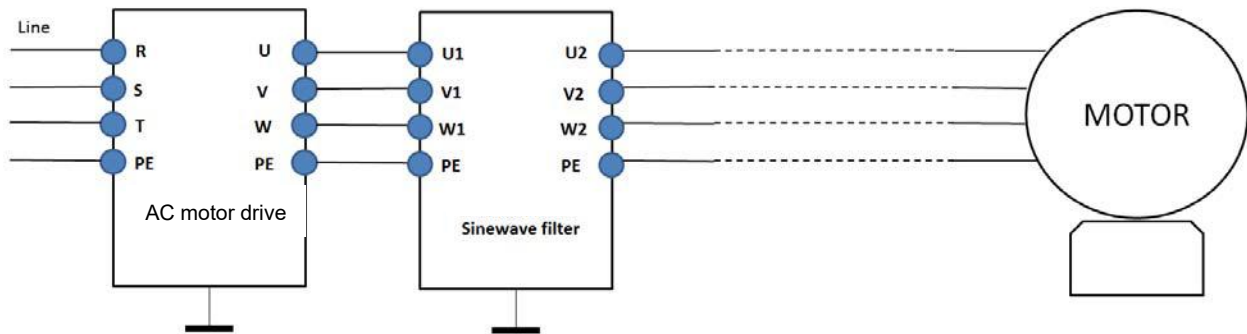 Line
R U U1 U2
S V V1 V2
T W W1 W2
PE PE PE PE
MOTOR
AC motor drive
Sinewave filter